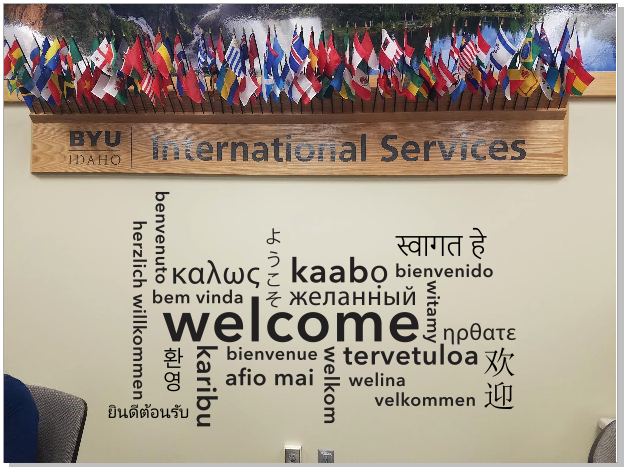 BYU
IDAHO
International Services
benvenuto
herzlich willkommen
ようこそ
स्वागत हे
καλως
kaabo
bienvenido
bem vinda
желанный
witamy
welcome
ηρθατε
환영
karibu
bienvenue
welkom
tervetuloa
欢迎
afio mai
welina
velkommen
ยินดีต้อนรับ